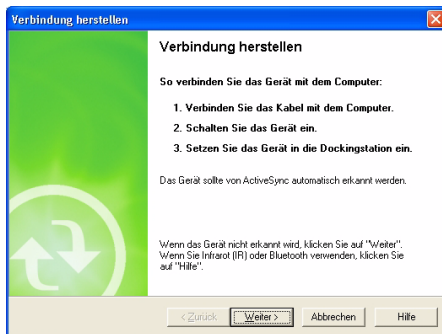 Verbindung herstellen
Verbindung herstellen
So verbinden Sie das Gerät mit dem Computer:
1. Verbinden Sie das Kabel mit dem Computer.
2. Schalten Sie das Gerät ein.
3. Setzen Sie das Gerät in die Dockingstation ein.
Das Gerät sollte von ActiveSync automatisch erkannt werden.
Wenn das Gerät nicht erkannt wird, klicken Sie auf "Weiter".
Wenn Sie Infrarot (IR) oder Bluetooth verwenden, klicken Sie
auf "Hilfe".
< Zurück Weiter > Abbrechen Hilfe